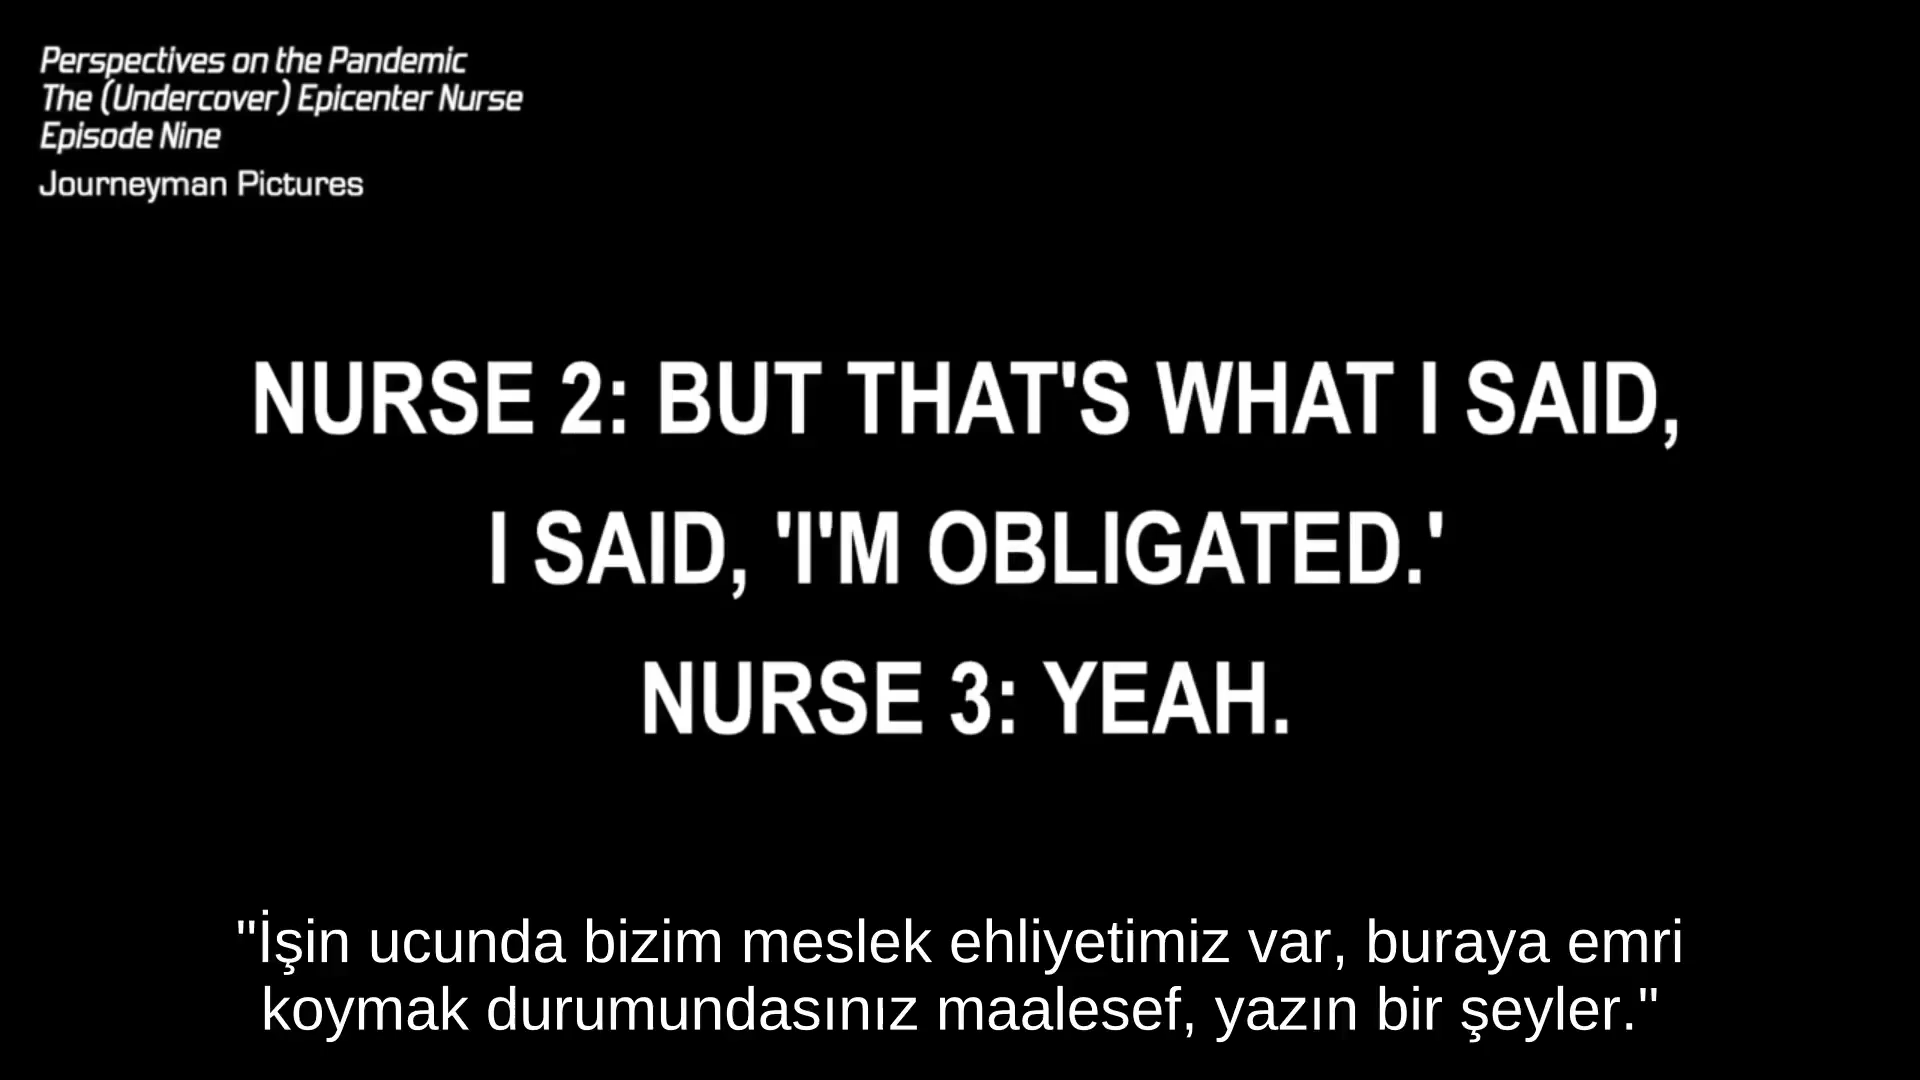 Perspectives on the Pandemic
The (Undercover) Epicenter Nurse
Episode Nine
Journeyman Pictures
NURSE 2: BUT THAT'S WHAT I SAID,
I SAID, 'I'M OBLIGATED.'
NURSE 3: YEAH.
"İşin ucunda bizim meslek ehliyetimiz var, buraya emri
koymak durumundasınız maalesef, yazın bir şeyler."